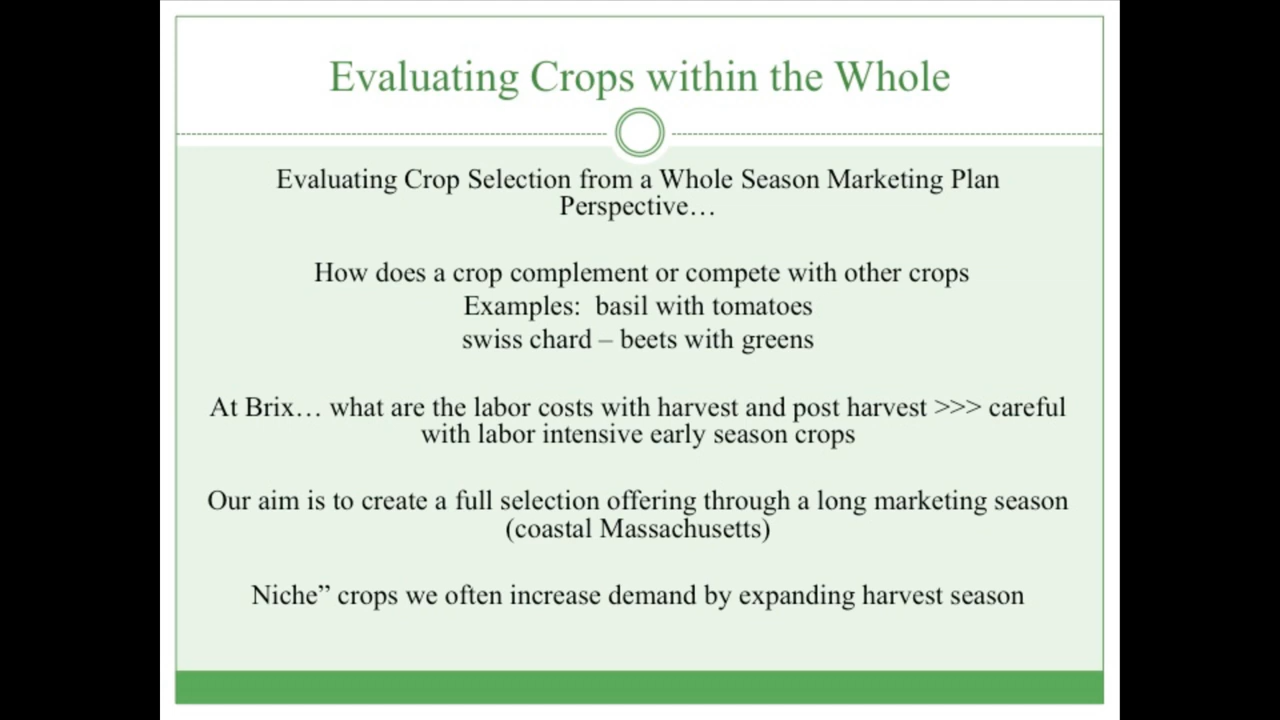 Evaluating Crops within the Whole
Evaluating Crop Selection from a Whole Season Marketing Plan
Perspective…
How does a crop complement or compete with other crops
Examples:  basil with tomatoes
swiss chard – beets with greens
At Brix… what are the labor costs with harvest and post harvest >>> careful
with labor intensive early season crops
Our aim is to create a full selection offering through a long marketing season
(coastal Massachusetts)
Niche” crops we often increase demand by expanding harvest season